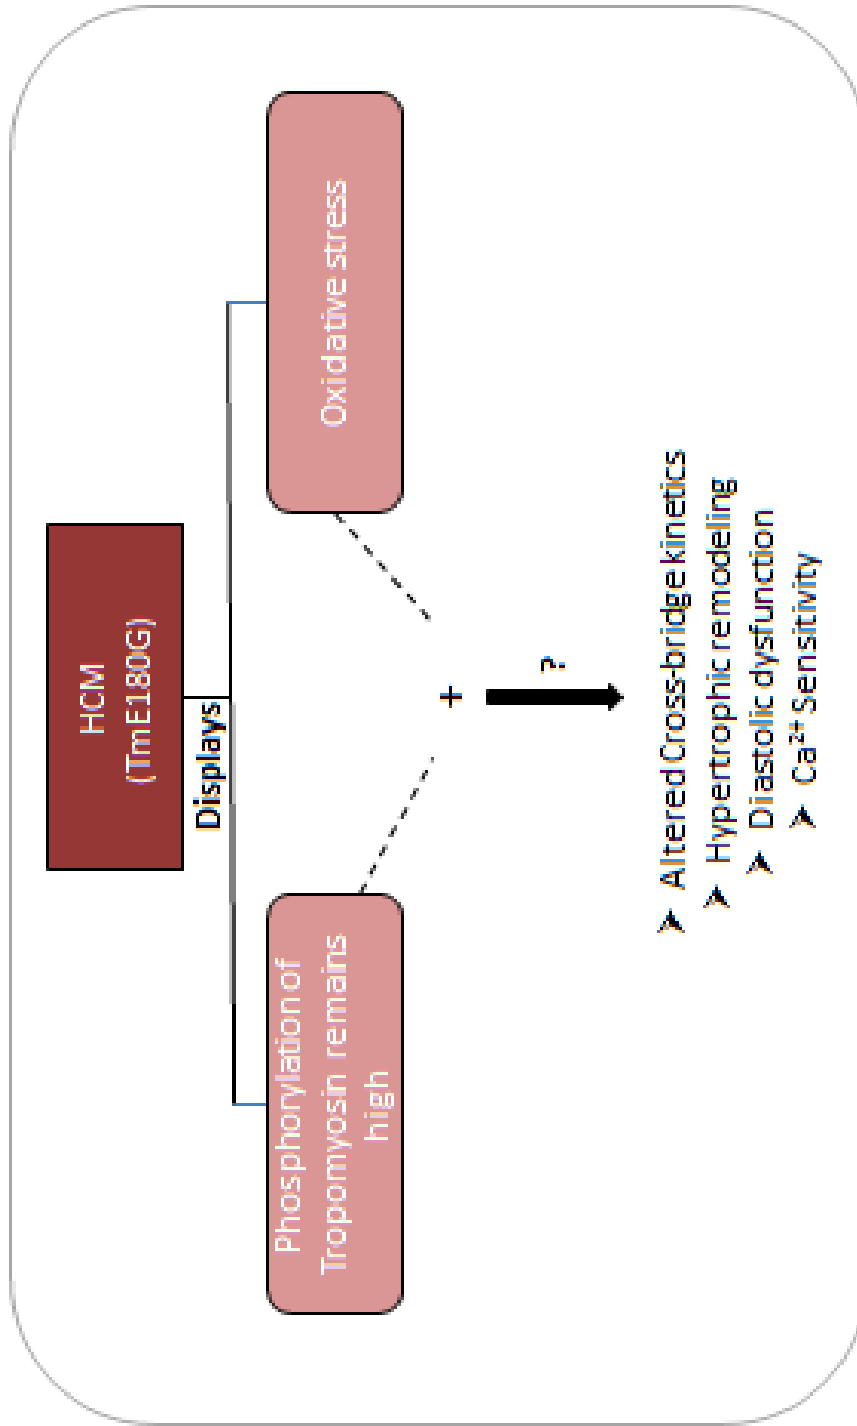 HCM
(TmE180G)
Displays
Phosphorylation of
Tropomyosin remains
high
Oxidative stress
+
?
➤ Altered Cross-bridge kinetics
➤ Hypertrophic remodeling
➤ Diastolic dysfunction
➤ Ca²⁺ Sensitivity